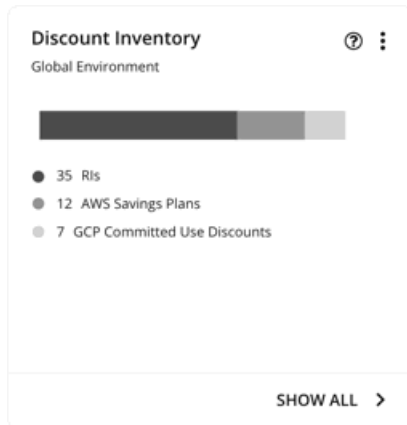 Discount Inventory
Global Environment
35 RIs
12 AWS Savings Plans
7 GCP Committed Use Discounts
SHOW ALL